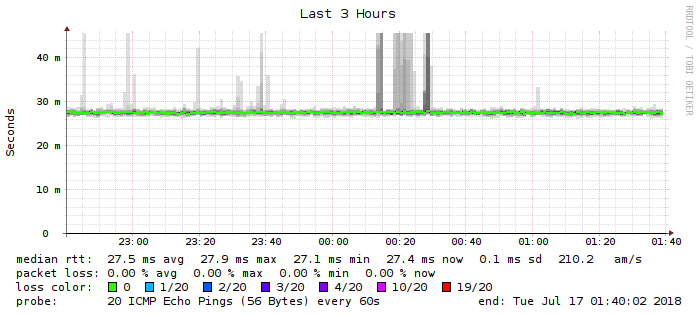 Last 3 Hours
RRDTOOL / TOBI OETIKER
Seconds
40 m
30 m
20 m
10 m
0
23:00 23:20 23:40 00:00 00:20 00:40 01:00 01:20 01:40
median rtt: 27.5 ms avg 27.9 ms max 27.1 ms min 27.4 ms now 0.1 ms sd 210.2 am/s
packet loss: 0.00 % avg 0.00 % max 0.00 % min 0.00 % now
loss color: 0 1/20 2/20 3/20 4/20 10/20 19/20
probe: 20 ICMP Echo Pings (56 Bytes) every 60s end: Tue Jul 17 01:40:02 2018